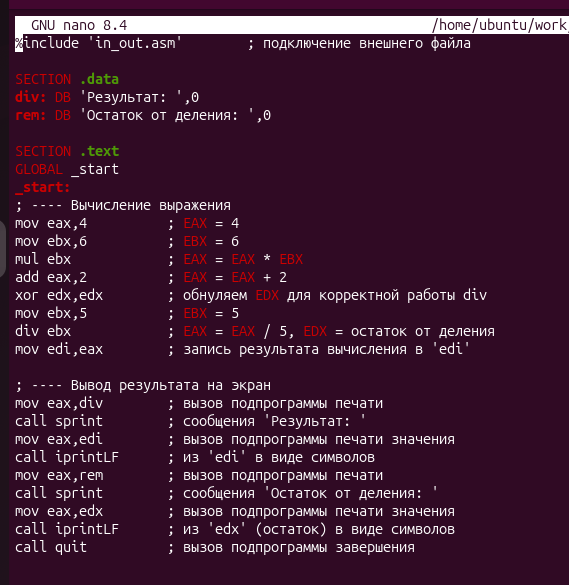 GNU nano 8.4 /home/ubuntu/work/
%include 'in_out.asm' ; подключение внешнего файла
SECTION .data
div: DB 'Результат: ',0
rem: DB 'Остаток от деления: ',0
SECTION .text
GLOBAL _start
_start:
; ---- Вычисление выражения
mov eax,4 ; EAX = 4
mov ebx,6 ; EBX = 6
mul ebx ; EAX = EAX * EBX
add eax,2 ; EAX = EAX + 2
xor edx,edx ; обнуляем EDX для корректной работы div
mov ebx,5 ; EBX = 5
div ebx ; EAX = EAX / 5, EDX = остаток от деления
mov edi,eax ; запись результата вычисления в 'edi'
; ---- Вывод результата на экран
mov eax,div ; вызов подпрограммы печати
call sprint ; сообщения 'Результат: '
mov eax,edi ; вызов подпрограммы печати значения
call iprintLF ; из 'edi' в виде символов
mov eax,rem ; вызов подпрограммы печати
call sprint ; сообщения 'Остаток от деления: '
mov eax,edx ; вызов подпрограммы печати значения
call iprintLF ; из 'edx' (остаток) в виде символов
call quit ; вызов подпрограммы завершения